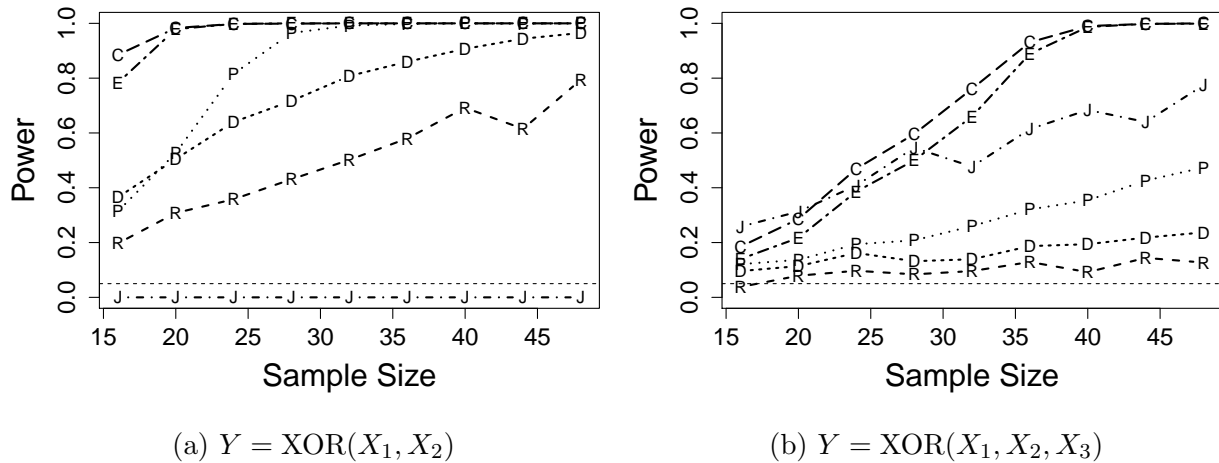 Power
1.0
0.8
0.6
0.4
0.2
0.0
C C C C C C C C C
E
P P P P
D D D D D D D D D
R R R R R R R R R
J J J J J J J J J
15 20 25 30 35 40 45
Sample Size
(a) Y = XOR(X₁, X₂)
Power
1.0
0.8
0.6
0.4
0.2
0.0
C C C C C C C C C
E E E E E E
J J J J J J J J J
P P P P P P P P P
D D D D D D D D D
R R R R R R R R R
15 20 25 30 35 40 45
Sample Size
(b) Y = XOR(X₁, X₂, X₃)